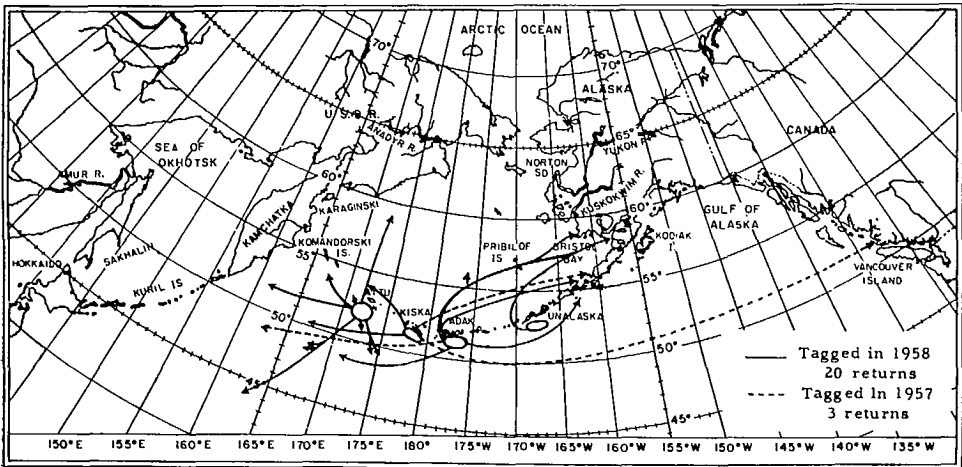 ARCTIC OCEAN
70°
70°
ALASKA
U.S.S.R.
ANADYR R.
65°
YUKON R.
CANADA
SEA OF
OKHOTSK
NORTON
SD
AMUR R.
60°
KUSKOKWIM R.
60°
KARAGINSKI
GULF OF
ALASKA
KAMCHATKA
SAKHALIN
KOMANDORSKI
IS.
55°
PRIBILOF
IS
BRISTOL
BAY
KODIAK
I.
55°
HOKKAIDO
KURIL IS
VANCOUVER
ISLAND
ATTU
KISKA
ADAK
UNALASKA
50°
50°
45°
45°
Tagged in 1958
20 returns
Tagged In 1957
3 returns
150°E 155°E 160°E 165°E 170°E 175°E 180° 175°W 170°W 165°W 160°W 155°W 150°W 145°W 140°W 135°W